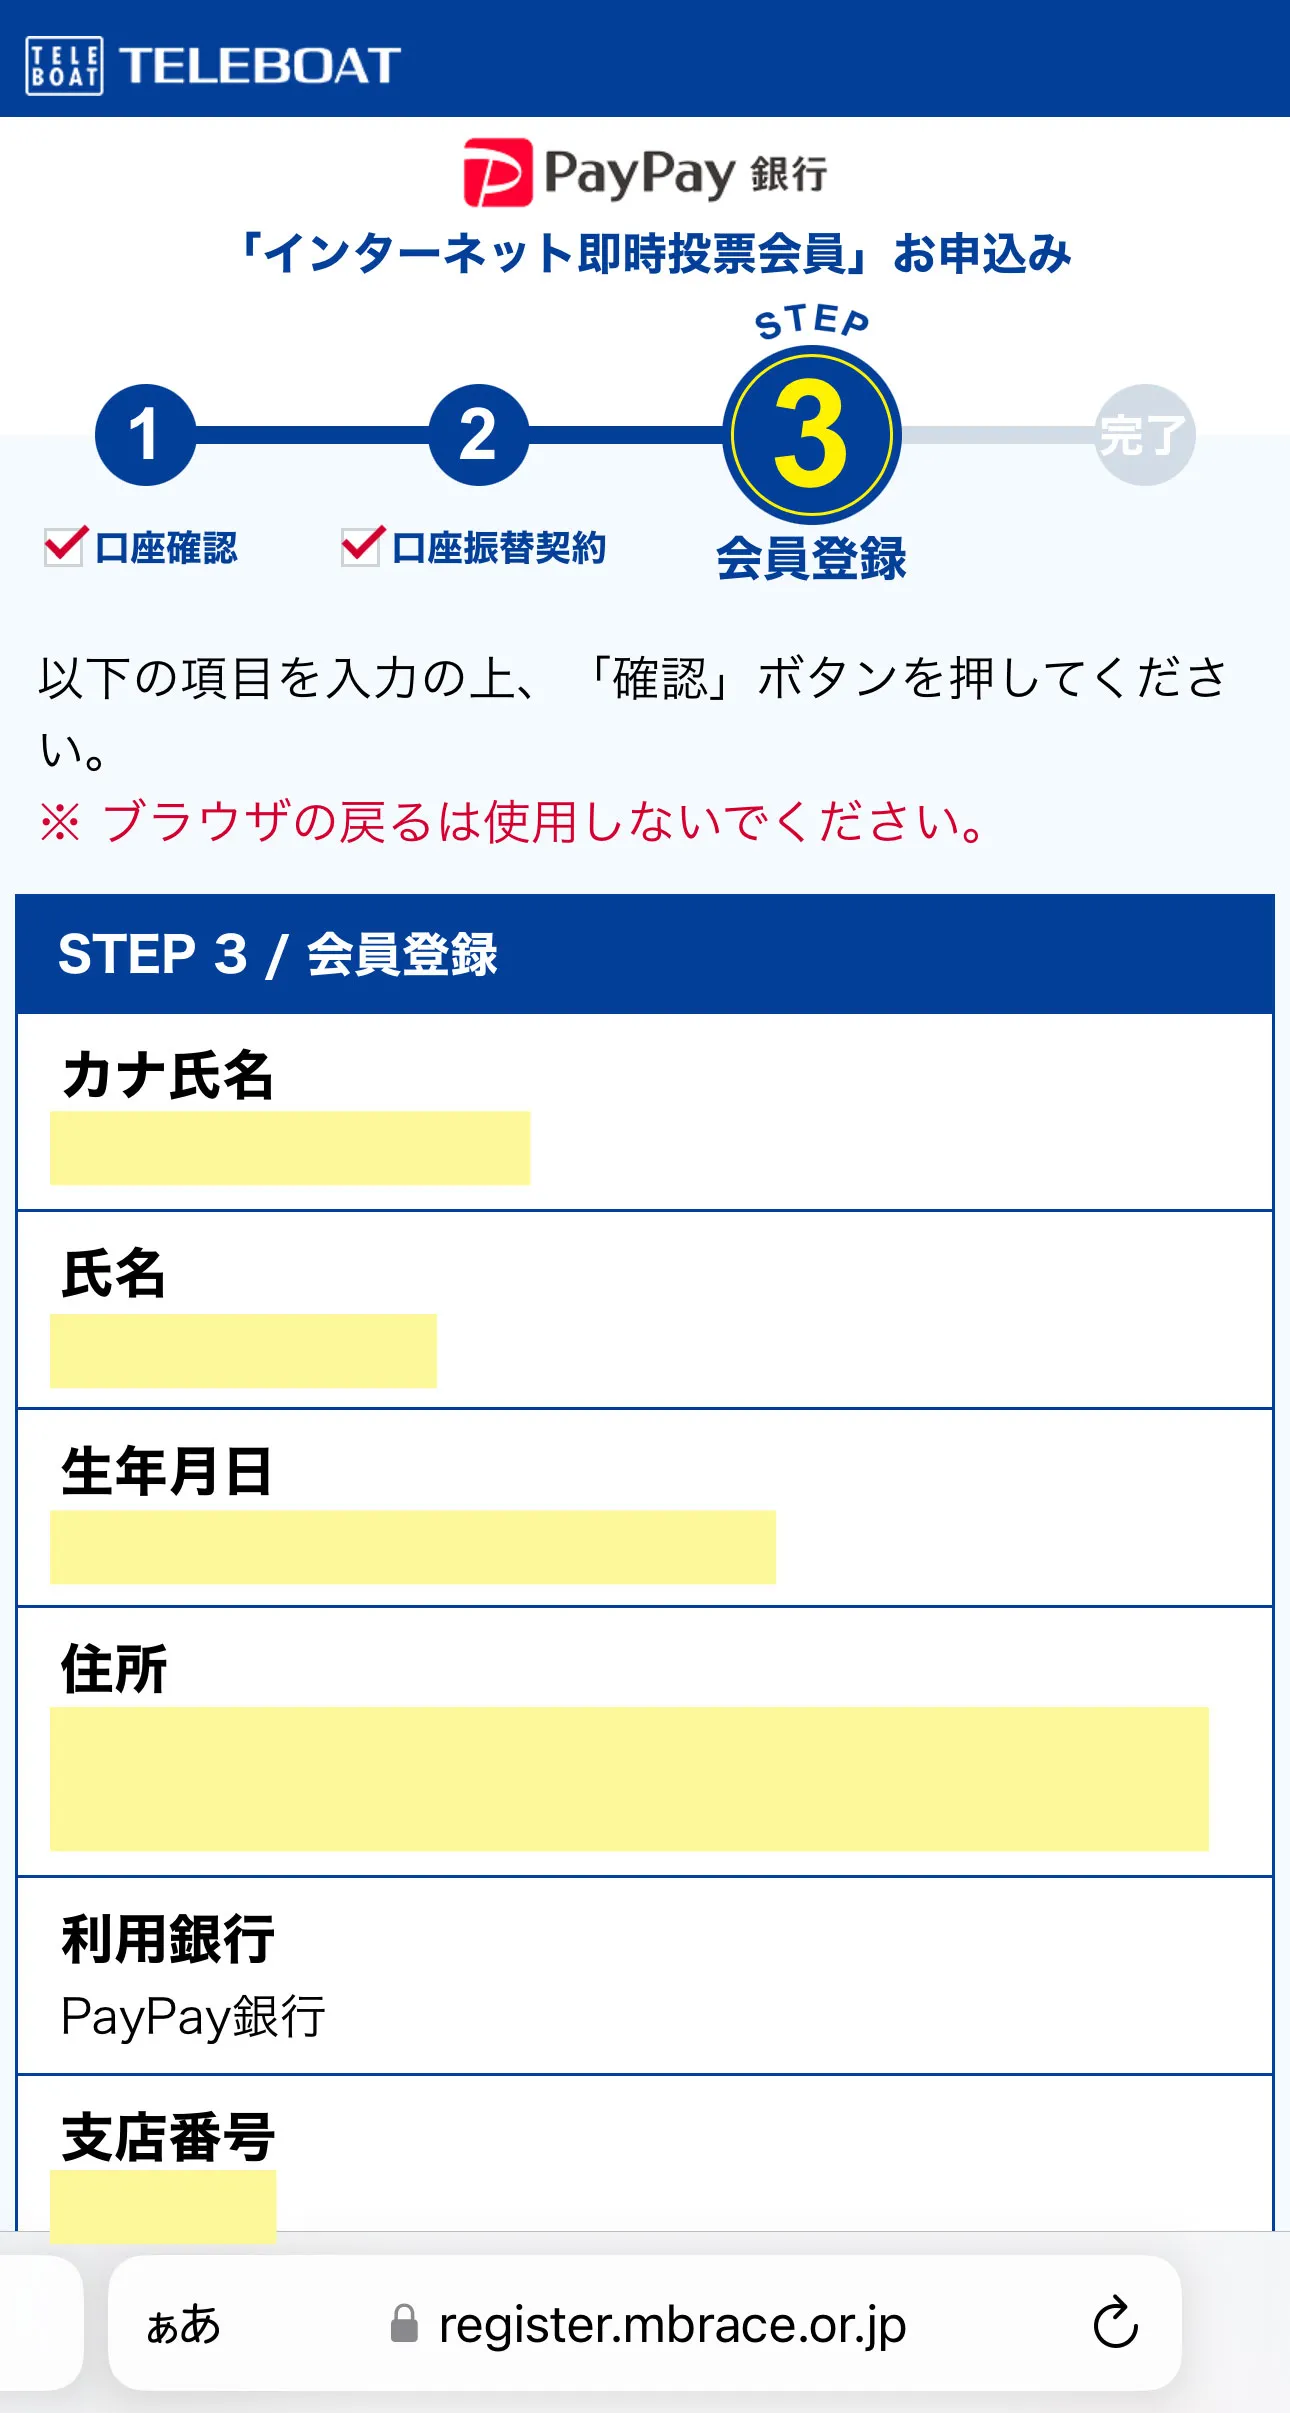 TELE BOAT TELEBOAT
PayPay 銀行
「インターネット即時投票会員」お申込み
STEP
1 2 3 完了
口座確認 口座振替契約 会員登録
以下の項目を入力の上、「確認」ボタンを押してくださ
い。
※ ブラウザの戻るは使用しないでください。
STEP 3 / 会員登録
カナ氏名
氏名
生年月日
住所
利用銀行
PayPay銀行
支店番号
ぁあ register.mbrace.or.jp